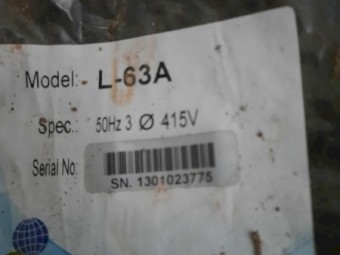 Model:- L-63A
Spec.: 50Hz 3 Ø 415V
Serial No:
SN. 1301023775